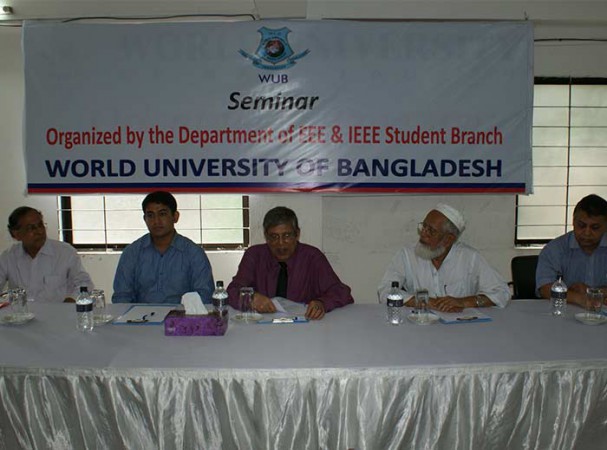 WUB
Seminar
Organized by the Department of EEE & IEEE Student Branch
WORLD UNIVERSITY OF BANGLADESH